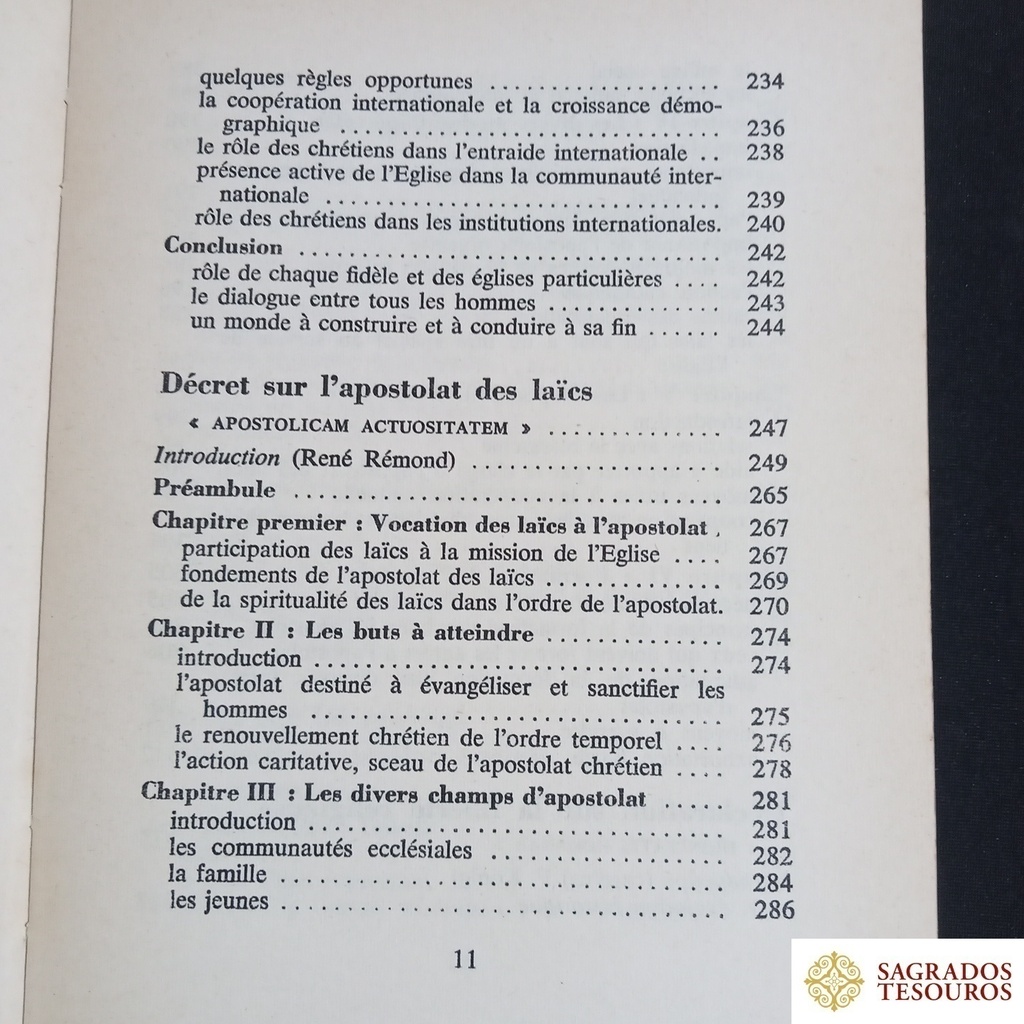 quelques règles opportunes ................... 234
la coopération internationale et la croissance démo-
graphique ............................... 236
le rôle des chrétiens dans l'entraide internationale .. 238
présence active de l'Eglise dans la communauté inter-
nationale ................................ 239
rôle des chrétiens dans les institutions internationales. 240
Conclusion ................................... 242
rôle de chaque fidèle et des églises particulières .... 242
le dialogue entre tous les hommes .............. 243
un monde à construire et à conduire à sa fin ...... 244
Décret sur l'apostolat des laïcs
« APOSTOLICAM ACTUOSITATEM » .............. 247
Introduction (René Rémond) ..................... 249
Préambule ................................... 265
Chapitre premier : Vocation des laïcs à l'apostolat . 267
participation des laïcs à la mission de l'Eglise .... 267
fondements de l'apostolat des laïcs .............. 269
de la spiritualité des laïcs dans l'ordre de l'apostolat. 270
Chapitre II : Les buts à atteindre ............... 274
introduction ................................. 274
l'apostolat destiné à évangéliser et sanctifier les
hommes .................................. 275
le renouvellement chrétien de l'ordre temporel .... 276
l'action caritative, sceau de l'apostolat chrétien .... 278
Chapitre III : Les divers champs d'apostolat ..... 281
introduction .................................. 281
les communautés ecclésiales ................... 282
la famille .................................... 284
les jeunes .................................... 286
11
SAGRADOS
TESOUROS